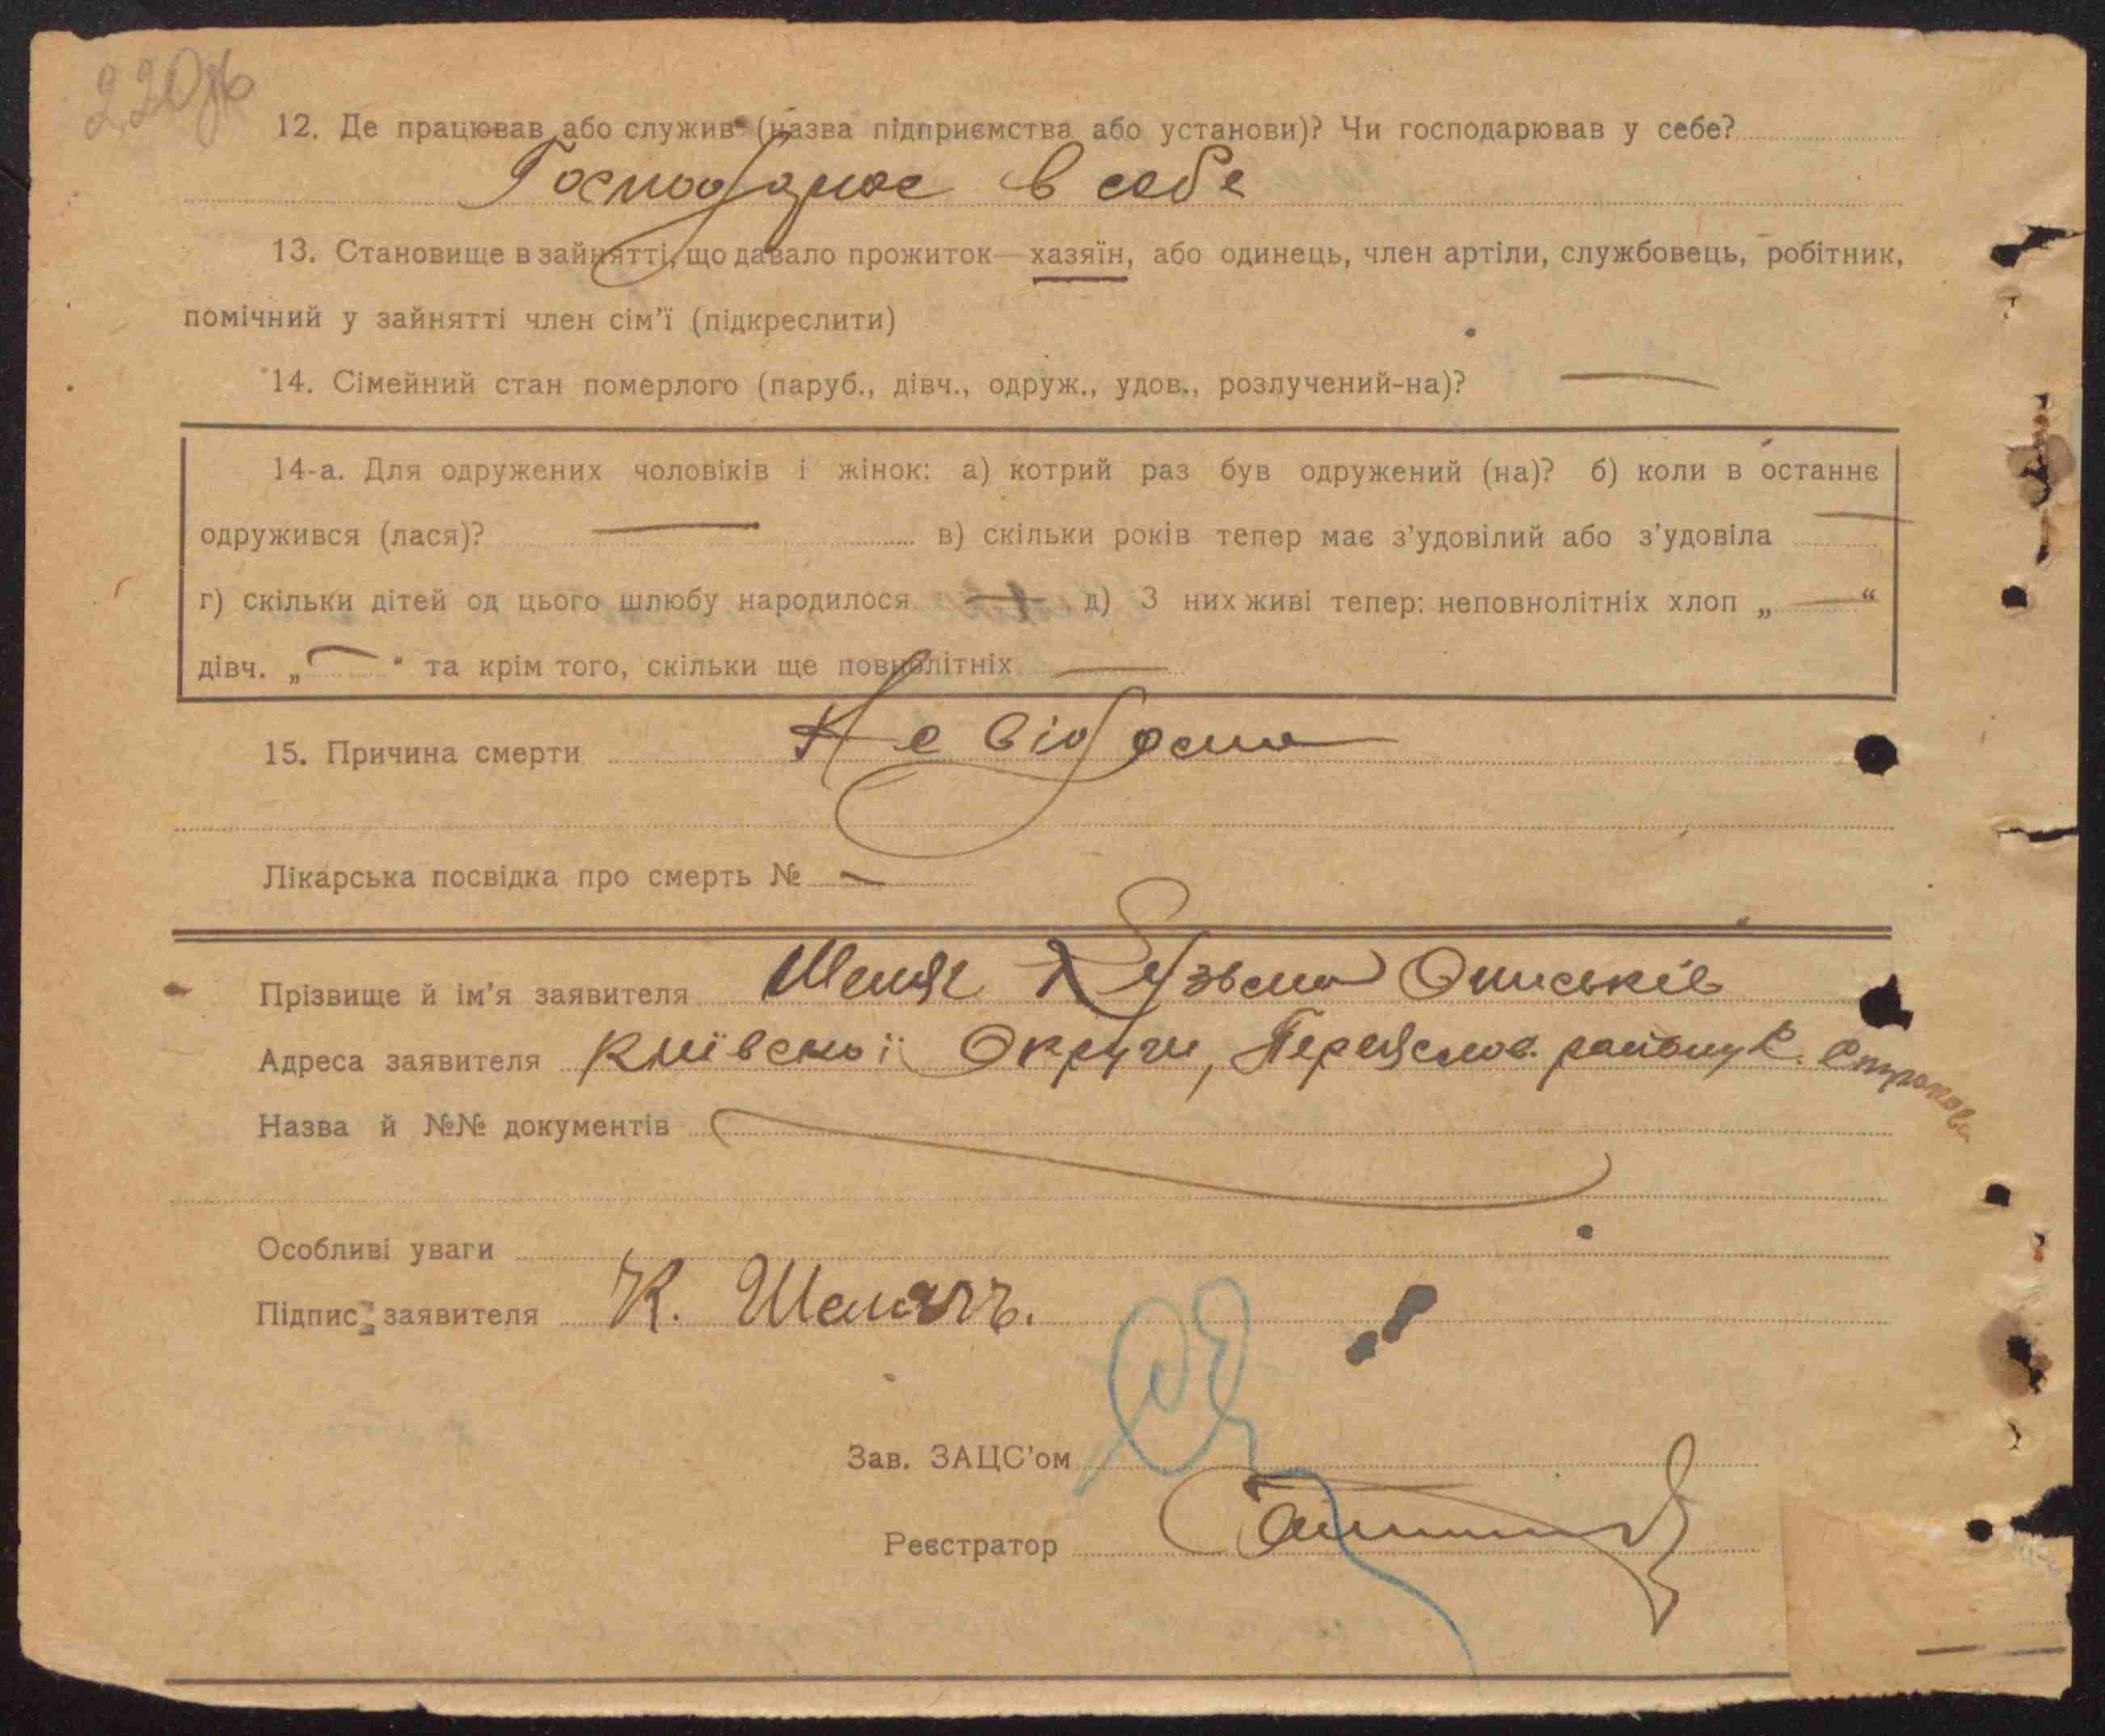 220зв
12. Де працював або служив (назва підприємства або установи)? Чи господарював у себе?
Господарює в себе
13. Становище в зайнятті, що давало прожиток—хазяїн, або одинець, член артіли, службовець, робітник,
помічний у зайнятті член сім’ї (підкреслити)
14. Сімейний стан померлого (паруб., дівч., одруж., удов., розлучений-на)? —
14-а. Для одружених чоловіків і жінок: а) котрий раз був одружений (на)? б) коли в останнє
одружився (лася)? — в) скільки років тепер має з’удовілий або з’удовіла —
г) скільки дітей од цього шлюбу народилося — д) З них живі тепер: неповнолітніх хлоп „—“
дівч. „—“ та крім того, скільки ще повнолітніх —
15. Причина смерти Не відома
Лікарська посвідка про смерть № —
Прізвище й ім’я заявителя Кузьма
Адреса заявителя Київської Округи, Переяслов. району с.
Назва й №№ документів
Особливі уваги
Підпис заявителя К.
Зав. ЗАЦС’ом
Реєстратор